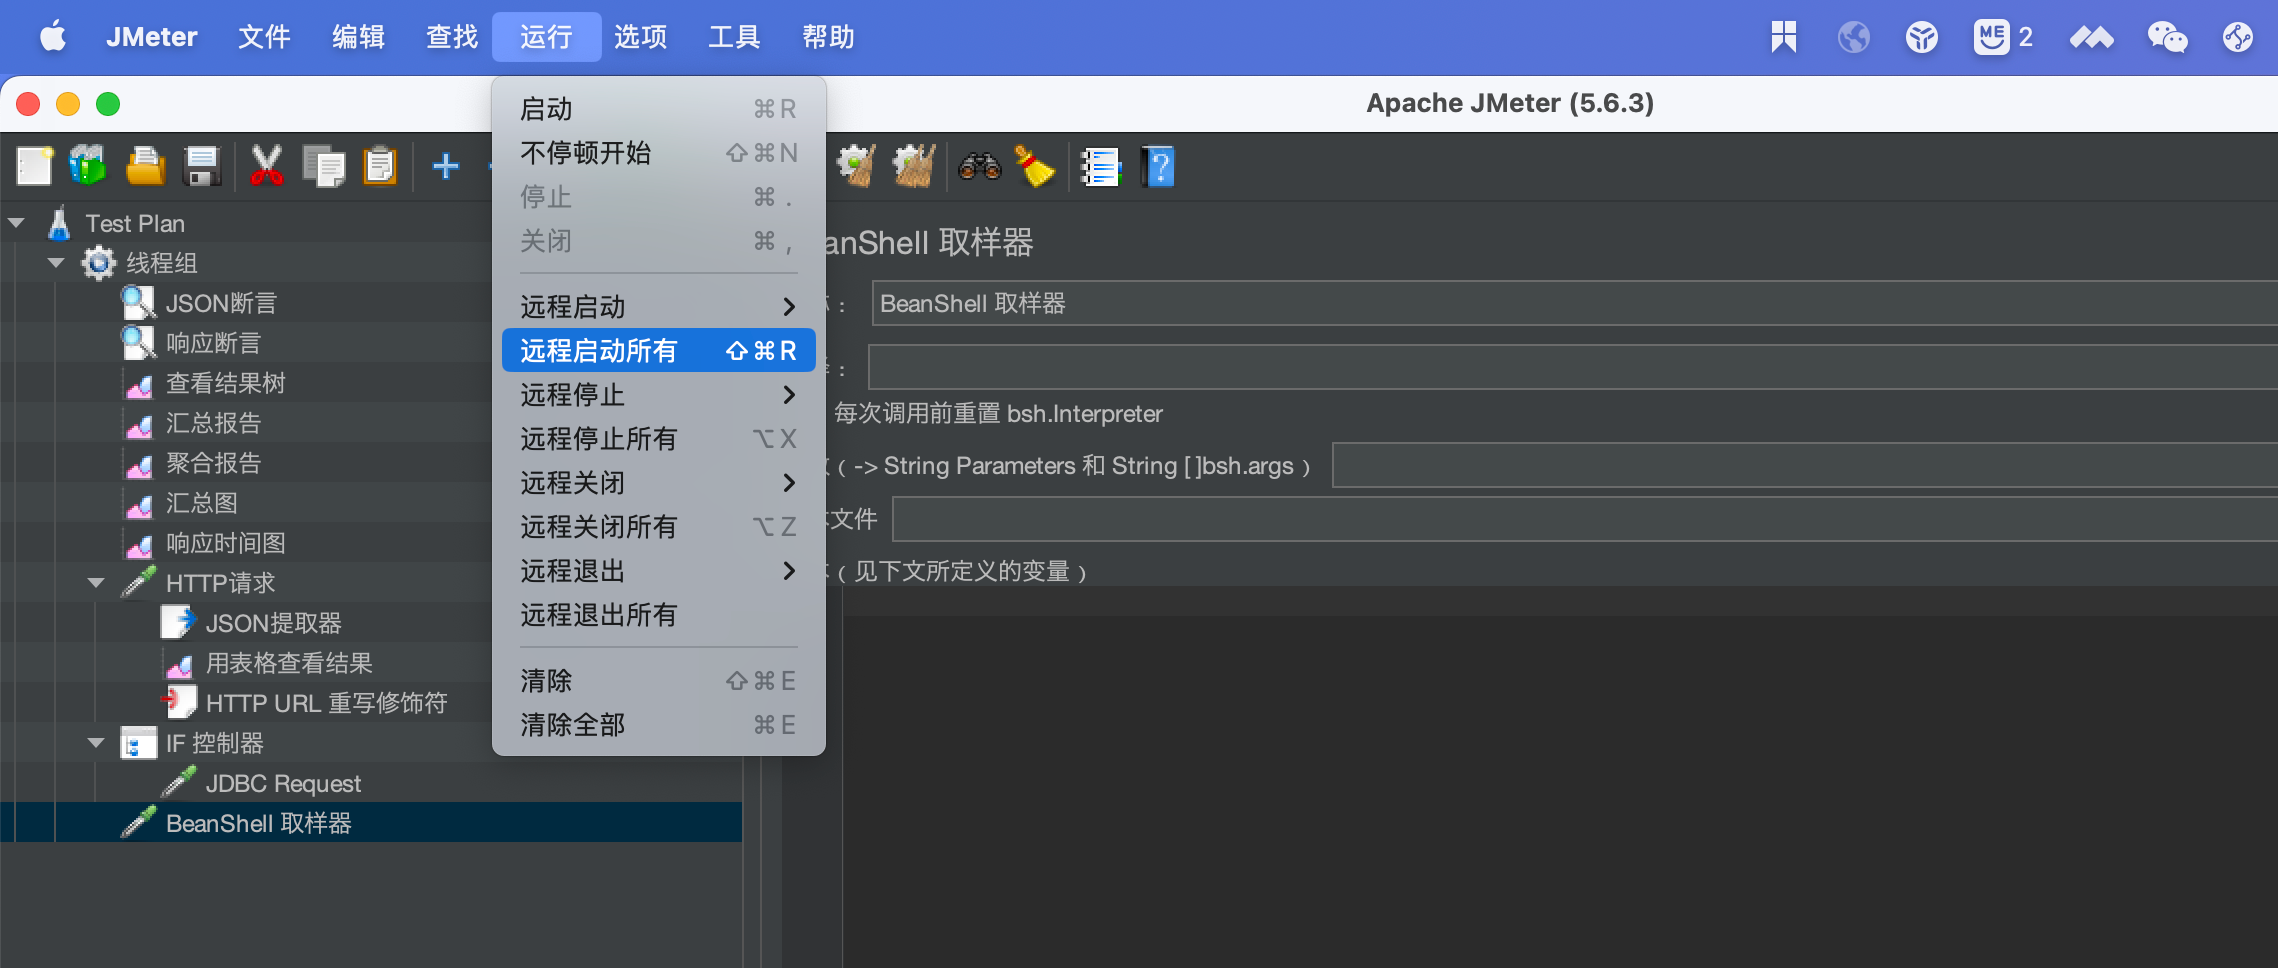 JMeter 文件 编辑 查找 运行 选项 工具 帮助 ME 2
Apache JMeter (5.6.3)
启动 ⌘R
不停顿开始 ⇧⌘N
停止 ⌘.
关闭 ⌘,
远程启动
远程启动所有 ⇧⌘R
远程停止
远程停止所有 ⌥X
远程关闭
远程关闭所有 ⌥Z
远程退出
远程退出所有
清除 ⇧⌘E
清除全部 ⌘E
Test Plan
线程组
JSON断言
响应断言
查看结果树
汇总报告
聚合报告
汇总图
响应时间图
HTTP请求
JSON提取器
用表格查看结果
HTTP URL 重写修饰符
IF 控制器
JDBC Request
BeanShell 取样器
anShell 取样器
：
BeanShell 取样器
：
每次调用前重置 bsh.Interpreter
（-> String Parameters 和 String [ ]bsh.args）
文件
（见下文所定义的变量）